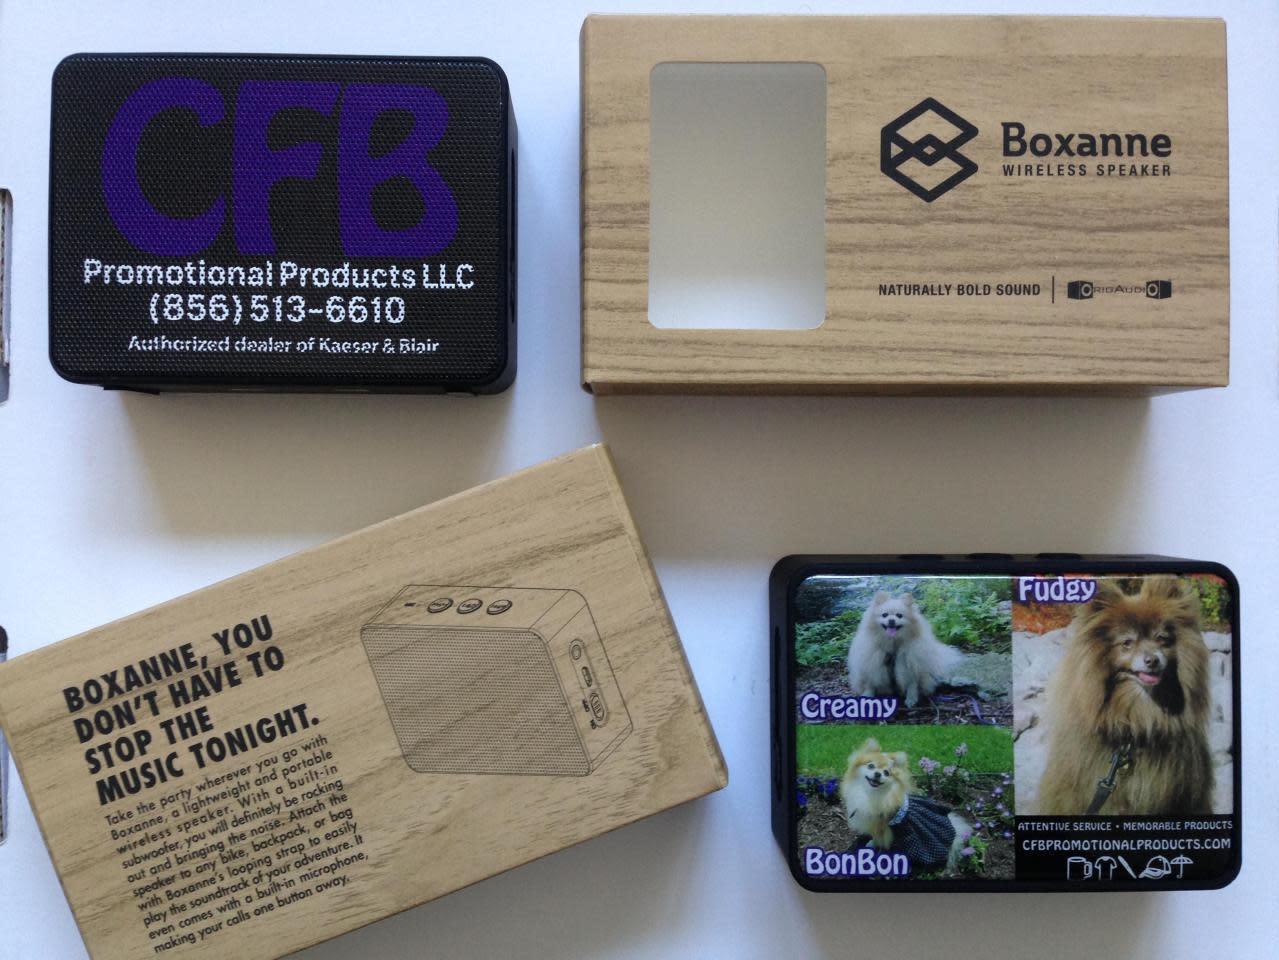 CFB
Promotional Products LLC
(856) 513-6610
Authorized dealer of Kaeser & Blair
Boxanne
WIRELESS SPEAKER
NATURALLY BOLD SOUND | ORIGAUDIO
BOXANNE, YOU
DON'T HAVE TO
STOP THE
MUSIC TONIGHT.
Take the party wherever you go with
Boxanne, a lightweight and portable
wireless speaker. With a built-in
subwoofer, you will definitely be rocking
out and bringing the noise. Attach the
speaker to any bike, backpack, or bag
with Boxanne's looping strap to easily
play the soundtrack of your adventure. It
even comes with a built-in microphone,
making your calls one button away.
Fudgy
Creamy
BonBon
ATTENTIVE SERVICE • MEMORABLE PRODUCTS
CFBPROMOTIONALPRODUCTS.COM